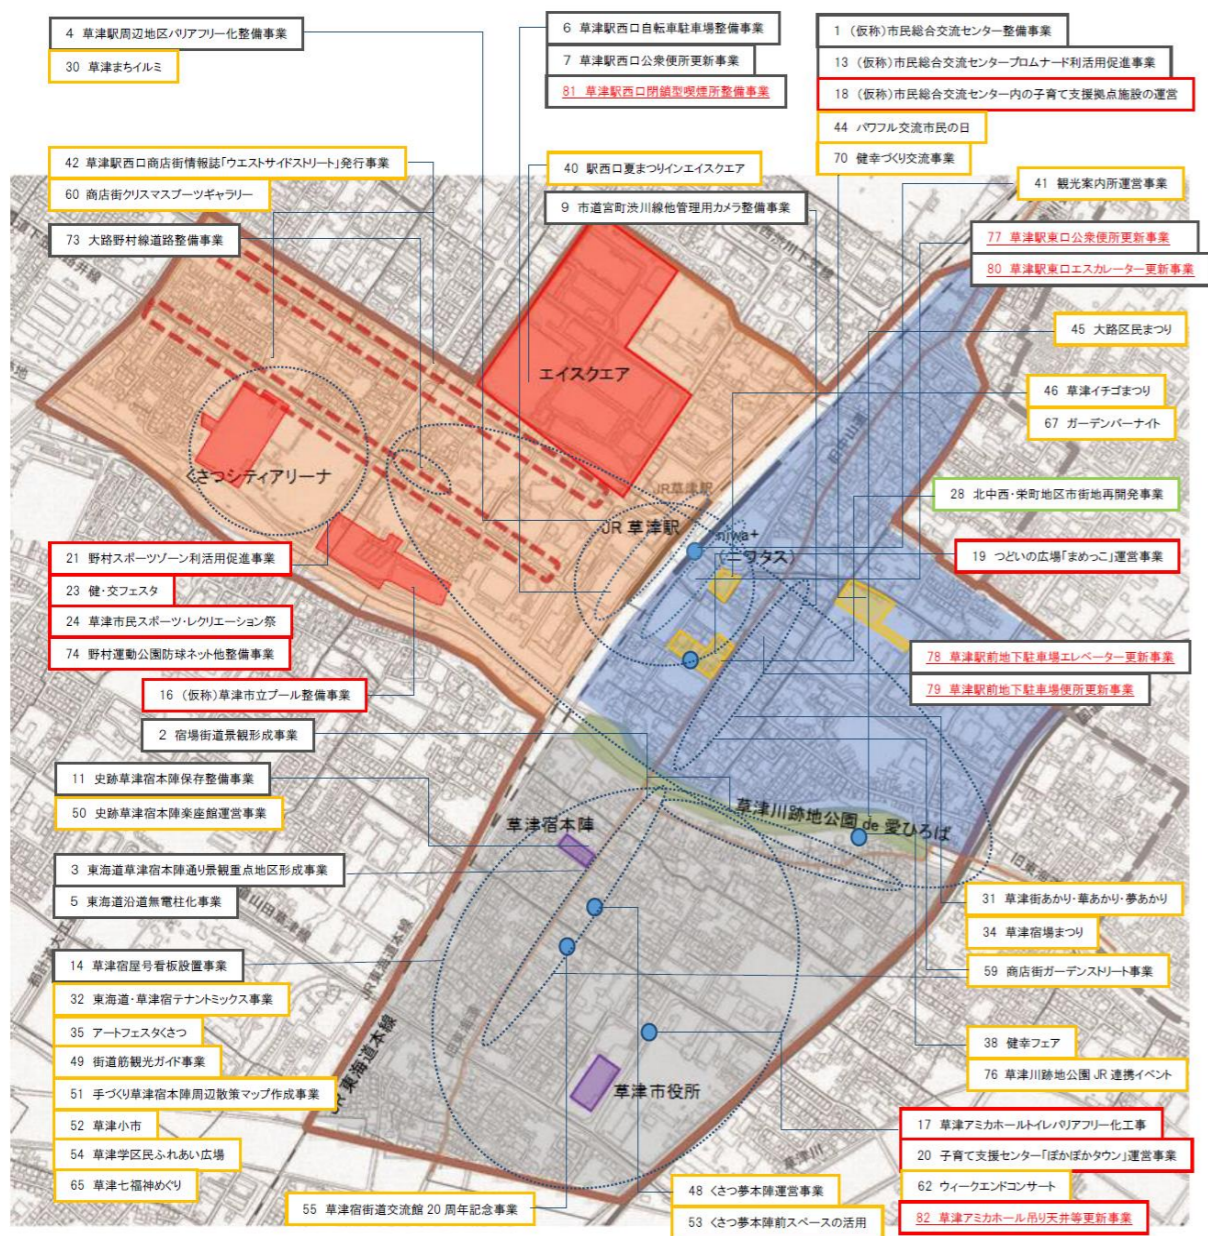 4 草津駅周辺地区バリアフリー化整備事業
30 草津まちイルミ
6 草津駅西口自転車駐車場整備事業
7 草津駅西口公衆便所更新事業
81 草津駅西口閉鎖型喫煙所整備事業
1 (仮称)市民総合交流センター整備事業
13 (仮称)市民総合交流センタープロムナード利活用促進事業
18 (仮称)市民総合交流センター内の子育て支援拠点施設の運営
44 パワフル交流市民の日
70 健幸づくり交流事業
42 草津駅西口商店街情報誌「ウエストサイドストリート」発行事業
60 商店街クリスマスブーツギャラリー
40 駅西口夏まつりインエイスクエア
41 観光案内所運営事業
73 大路野村線道路整備事業
9 市道宮町渋川線他管理用カメラ整備事業
77 草津駅東口公衆便所更新事業
80 草津駅東口エスカレーター更新事業
45 大路区民まつり
エイスクエア
46 草津イチゴまつり
67 ガーデンバーナイト
くさつシティアリーナ
JR草津駅
28 北中西・栄町地区市街地再開発事業
JR 草津駅
niwa+
(ニワタス)
21 野村スポーツゾーン利活用促進事業
23 健・交フェスタ
24 草津市民スポーツ・レクリエーション祭
74 野村運動公園防球ネット他整備事業
19 つどいの広場「まめっこ」運営事業
16 (仮称)草津市立プール整備事業
78 草津駅前地下駐車場エレベーター更新事業
79 草津駅前地下駐車場便所更新事業
2 宿場街道景観形成事業
11 史跡草津宿本陣保存整備事業
50 史跡草津宿本陣楽座館運営事業
草津宿本陣
草津川跡地公園 de 愛ひろば
旧東海道
3 東海道草津宿本陣通り景観重点地区形成事業
5 東海道沿道無電柱化事業
31 草津街あかり・華あかり・夢あかり
34 草津宿場まつり
59 商店街ガーデンストリート事業
14 草津宿屋号看板設置事業
32 東海道・草津宿テナントミックス事業
35 アートフェスタくさつ
49 街道筋観光ガイド事業
51 手づくり草津宿本陣周辺散策マップ作成事業
52 草津小市
54 草津学区民ふれあい広場
65 草津七福神めぐり
JR東海道本線
旧東海道
JR 東海道本線
草津市役所
38 健幸フェア
76 草津川跡地公園 JR 連携イベント
草津川
17 草津アミカホールトイレバリアフリー化工事
20 子育て支援センター「ぽかぽかタウン」運営事業
62 ウィークエンドコンサート
82 草津アミカホール吊り天井等更新事業
48 くさつ夢本陣運営事業
53 くさつ夢本陣前スペースの活用
55 草津宿街道交流館 20 周年記念事業